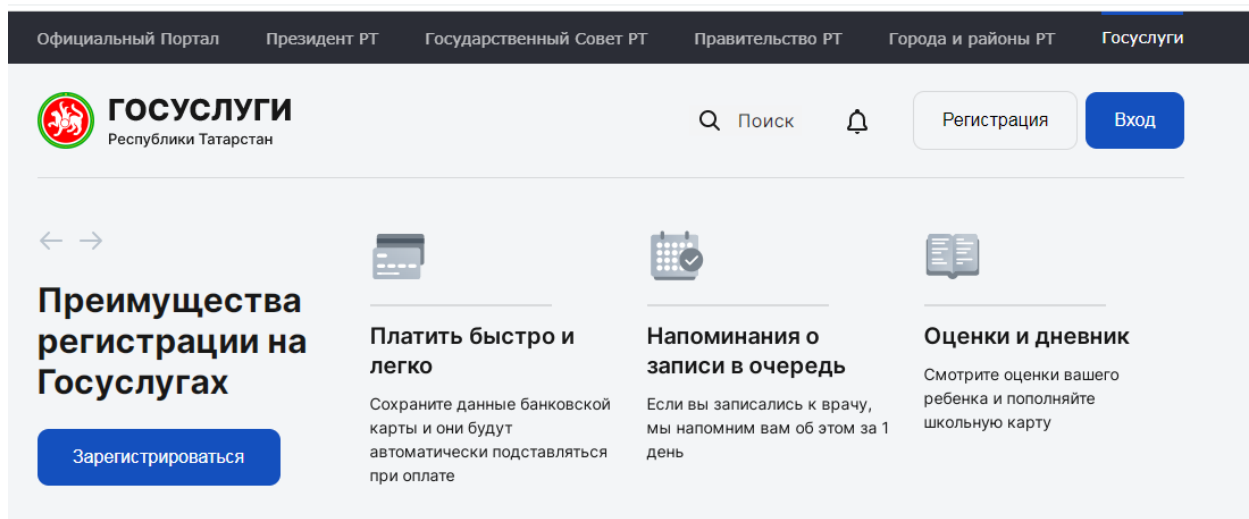 Официальный Портал Президент РТ Государственный Совет РТ Правительство РТ Города и районы РТ Госуслуги
ГОСУСЛУГИ
Республики Татарстан
Поиск
Регистрация
Вход
Преимущества
регистрации на
Госуслугах
Зарегистрироваться
Платить быстро и
легко
Сохраните данные банковской
карты и они будут
автоматически подставляться
при оплате
Напоминания о
записи в очередь
Если вы записались к врачу,
мы напомним вам об этом за 1
день
Оценки и дневник
Смотрите оценки вашего
ребенка и пополняйте
школьную карту